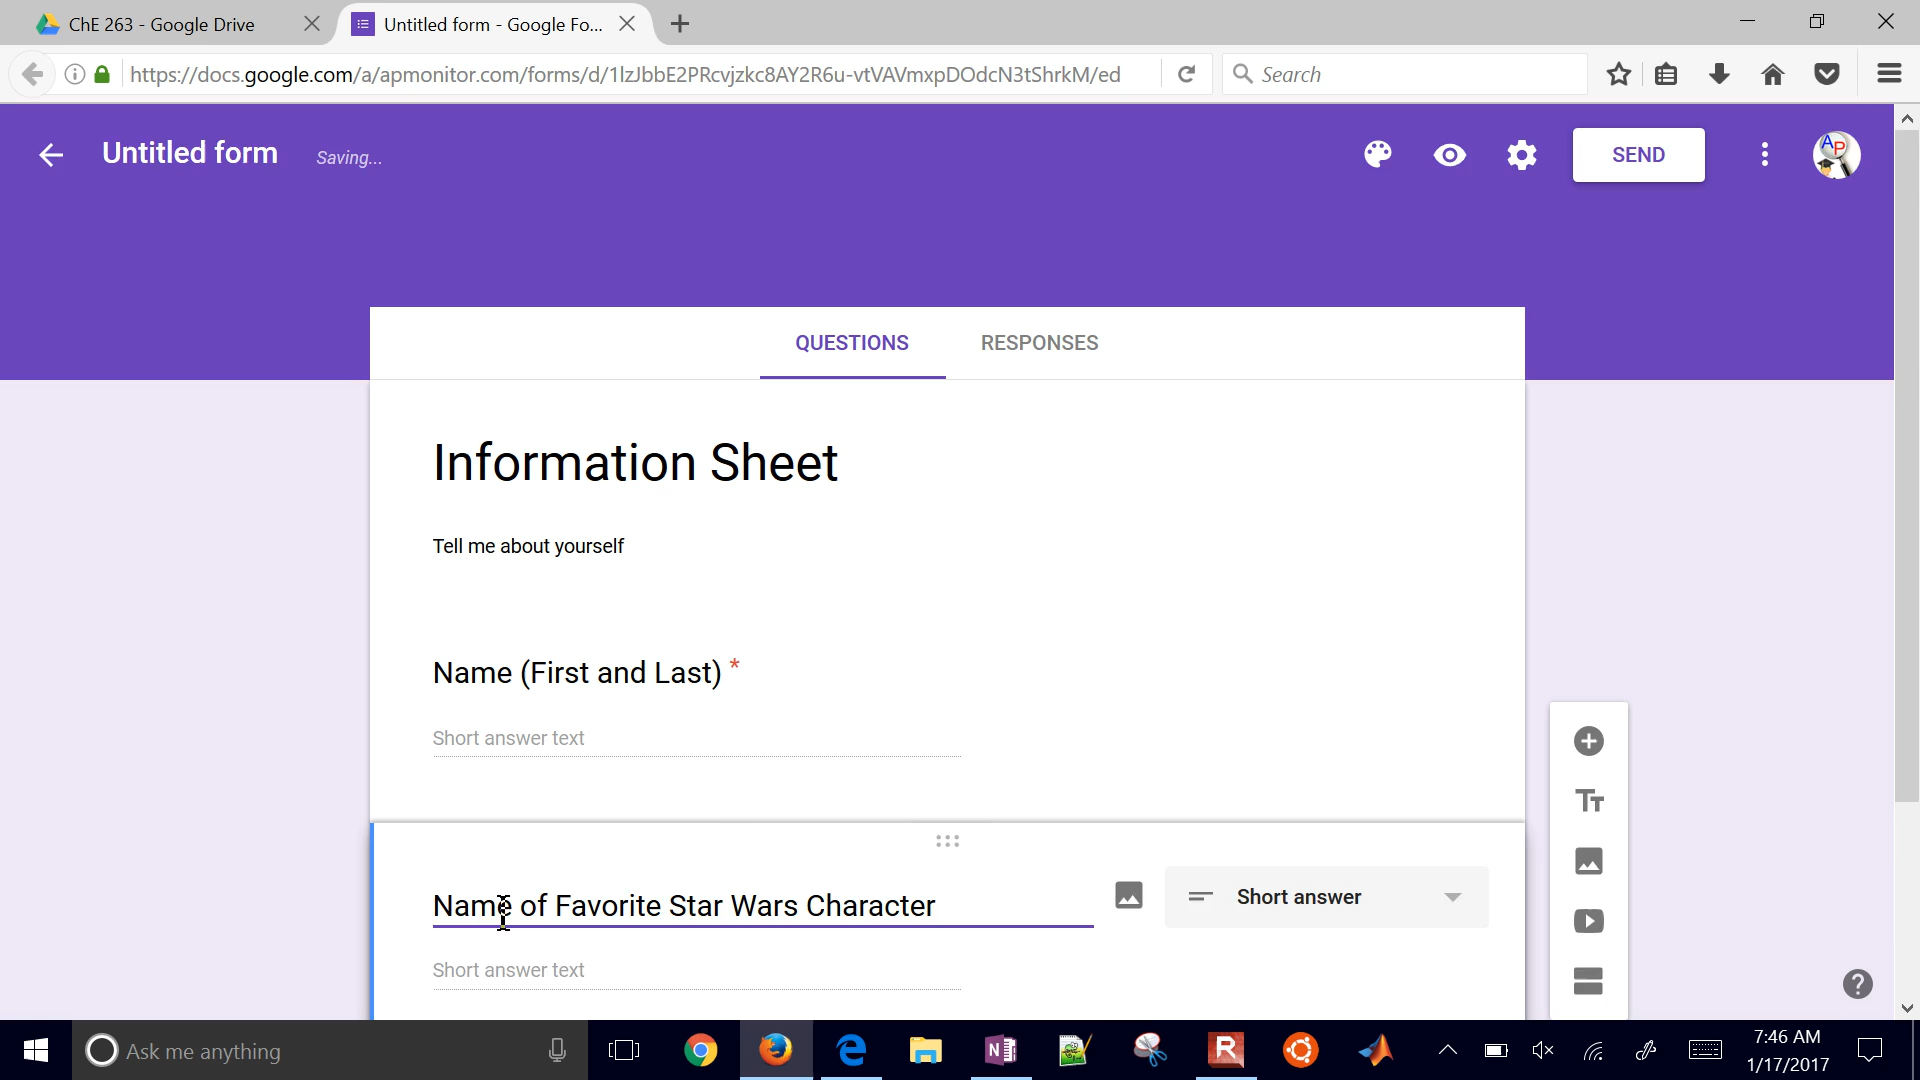 ChE 263 - Google Drive
Untitled form - Google Fo...
https://docs.google.com/a/apmonitor.com/forms/d/1lzJbbE2PRcvjzkc8AY2R6u-vtVAVmxpDOdcN3tShrkM/ed
Search
Untitled form
Saving...
SEND
AP
QUESTIONS
RESPONSES
Information Sheet
Tell me about yourself
Name (First and Last) *
Short answer text
Tт
Name of Favorite Star Wars Character
Short answer
Short answer text
Ask me anything
N
R
7:46 AM
1/17/2017